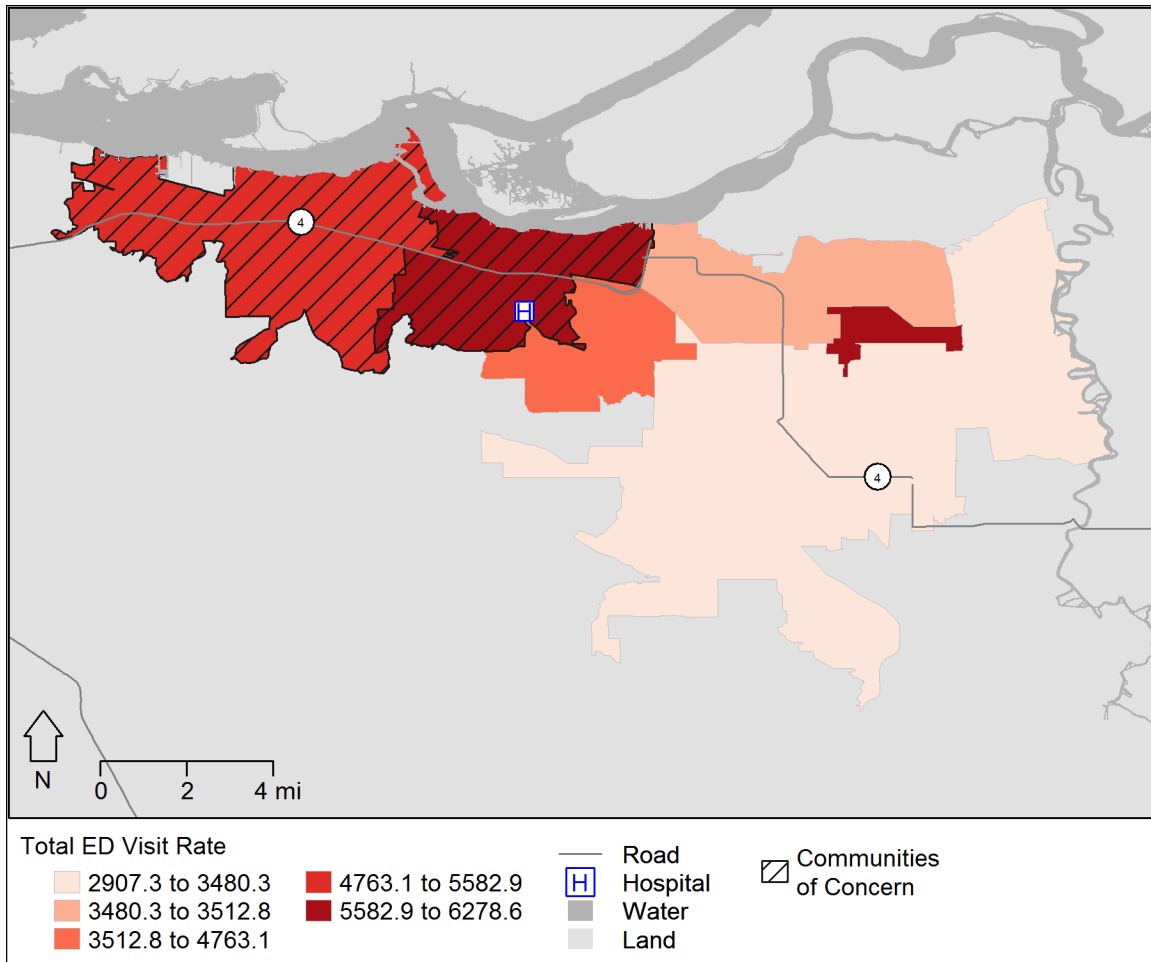 4
H
4
N
0 2 4 mi
Total ED Visit Rate
2907.3 to 3480.3
3480.3 to 3512.8
3512.8 to 4763.1
4763.1 to 5582.9
5582.9 to 6278.6
Road
H Hospital
Water
Land
Communities
of Concern